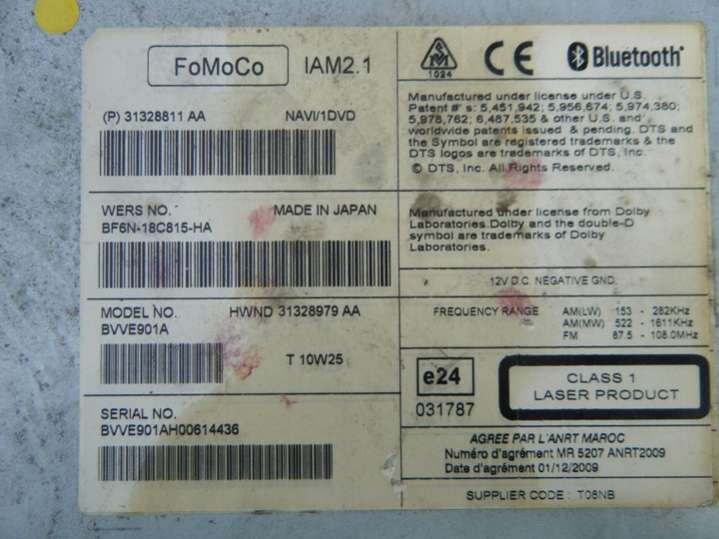 FoMoCo IAM2.1
(P) 31328811 AA NAVI/1DVD
WERS NO. MADE IN JAPAN
BF6N-18C815-HA
MODEL NO. HWND 31328979 AA
BVVE901A
T 10W25
SERIAL NO.
BVVE901AH00614436
1024 CE Bluetooth
Manufactured under license under U.S.
Patent #'s: 5,451,942; 5,956,674; 5,974,380;
5,978,762; 6,487,535 & other U.S. and
worldwide patents issued & pending. DTS and
the Symbol are registered trademarks & the
DTS logos are trademarks of DTS, Inc.
© DTS, Inc. All Rights Reserved.
Manufactured under license from Dolby
Laboratories.Dolby and the double-D
symbol are trademarks of Dolby
Laboratories.
12V D.C. NEGATIVE GND.
FREQUENCY RANGE AM(LW) 153 - 282KHz
AM(MW) 522 - 1611KHz
FM 87.5 - 108.0MHz
e24
031787
CLASS 1
LASER PRODUCT
AGREE PAR L'ANRT MAROC
Numéro d'agrément MR 5207 ANRT2009
Date d'agrément 01/12/2009
SUPPLIER CODE : T08NB